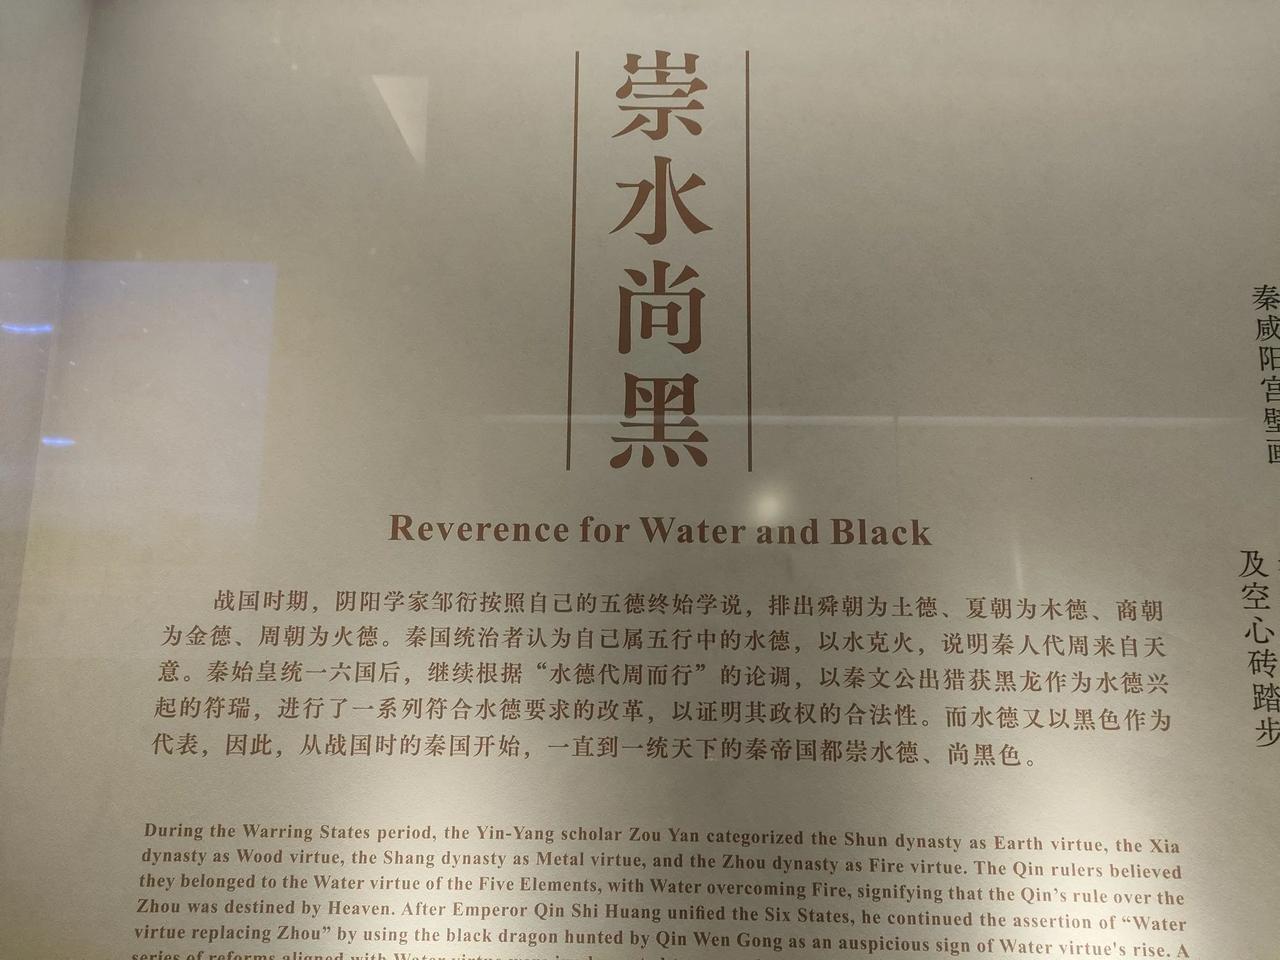 崇水尚黑
Reverence for Water and Black
战国时期，阴阳学家邹衍按照自己的五德终始学说，排出舜朝为土德、夏朝为木德、商朝
为金德、周朝为火德。秦国统治者认为自己属五行中的水德，以水克火，说明秦人代周来自天
意。秦始皇统一六国后，继续根据“水德代周而行”的论调，以秦文公出猎获黑龙作为水德兴
起的符瑞，进行了一系列符合水德要求的改革，以证明其政权的合法性。而水德又以黑色作为
代表，因此，从战国时的秦国开始，一直到一统天下的秦帝国都崇水德、尚黑色。
During the Warring States period, the Yin-Yang scholar Zou Yan categorized the Shun dynasty as Earth virtue, the Xia
dynasty as Wood virtue, the Shang dynasty as Metal virtue, and the Zhou dynasty as Fire virtue. The Qin rulers believed
they belonged to the Water virtue of the Five Elements, with Water overcoming Fire, signifying that the Qin's rule over the
Zhou was destined by Heaven. After Emperor Qin Shi Huang unified the Six States, he continued the assertion of “Water
virtue replacing Zhou” by using the black dragon hunted by Qin Wen Gong as an auspicious sign of Water virtue's rise. A
series of reforms aligned with Water virtue were
秦咸阳宫壁画
及空心砖踏步